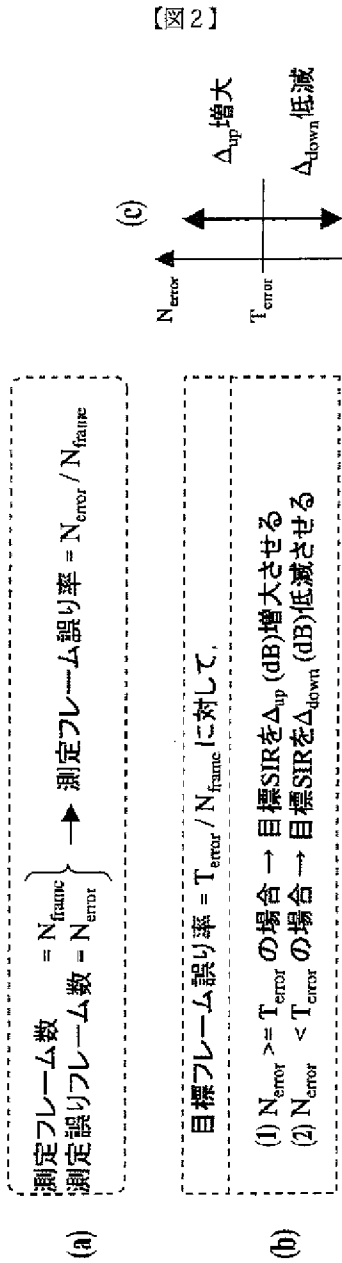 【図2】
(a)
測定フレーム数 = N_frame
測定誤りフレーム数 = N_error
→ 測定フレーム誤り率 = N_error / N_frame
(b)
目標フレーム誤り率 = T_error / N_frame に対して,
(1) N_error >= T_error の場合 → 目標SIRをΔ_up (dB)増大させる
(2) N_error < T_error の場合 → 目標SIRをΔ_down (dB)低減させる
(c)
N_error
Δ_up増大
T_error
Δ_down低減